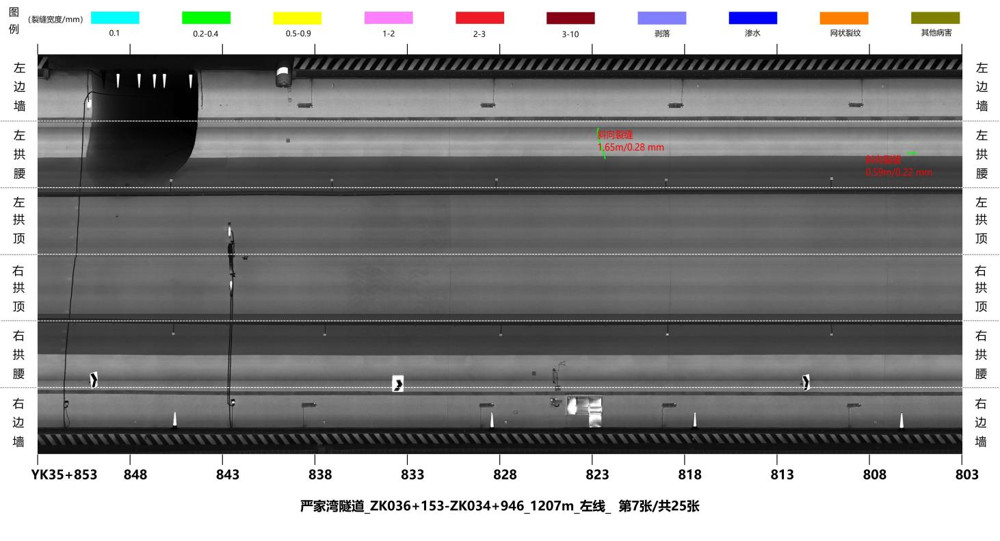 图例
(裂缝宽度/mm)
0.1
0.2-0.4
0.5-0.9
1-2
2-3
3-10
剥落
渗水
网状裂纹
其他病害
左边墙
左边墙
左拱腰
左拱腰
斜向裂缝
1.65m/0.28 mm
斜向裂缝
0.59m/0.22 mm
左拱顶
左拱顶
右拱顶
右拱顶
右拱腰
右拱腰
右边墙
右边墙
YK35+853 848 843 838 833 828 823 818 813 808 803
严家湾隧道_ZK036+153-ZK034+946_1207m_左线_ 第7张/共25张